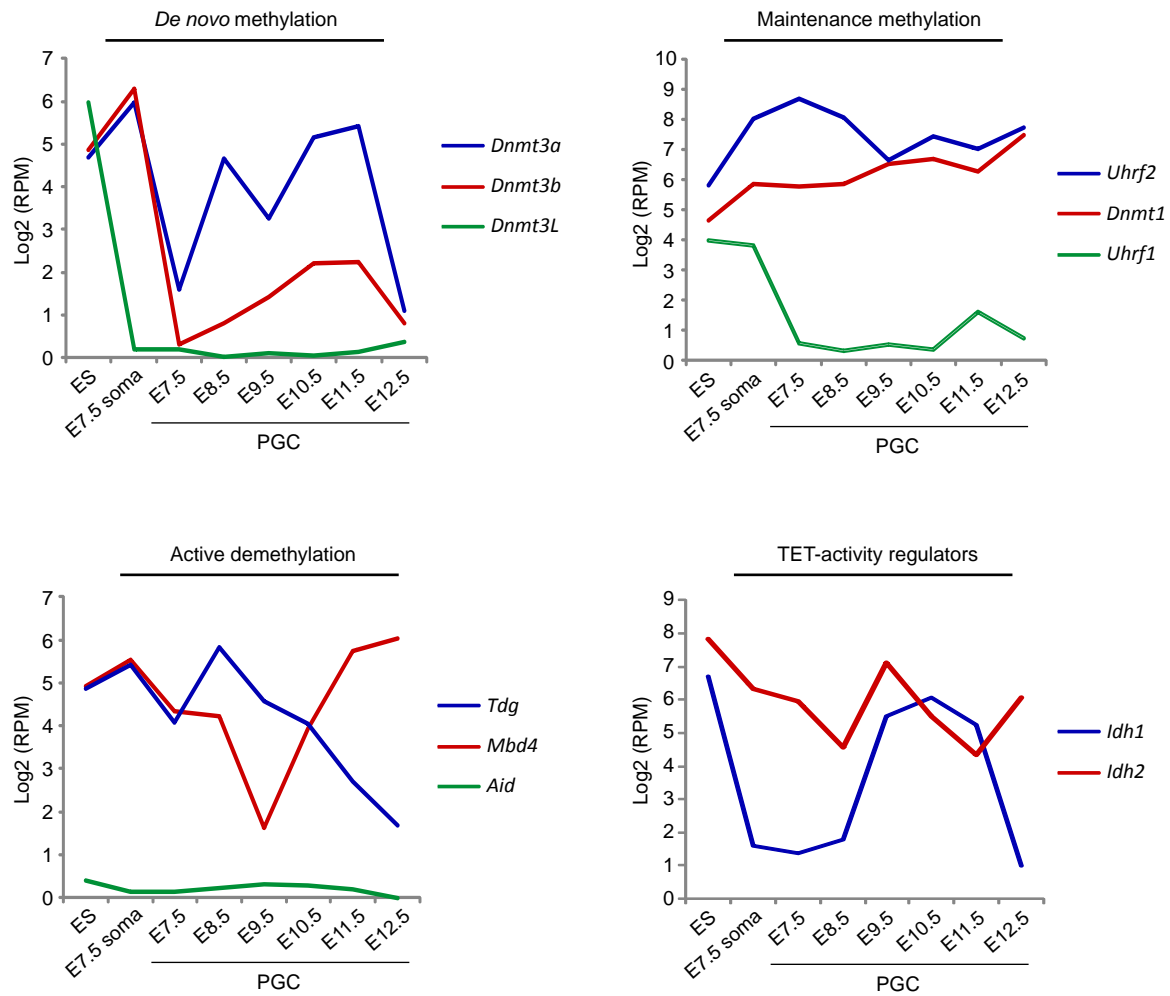 De novo methylation
7
6
5
4
3
2
1
0
Log2 (RPM)
Dnmt3a
Dnmt3b
Dnmt3L
ES
E7.5 soma
E7.5
E8.5
E9.5
E10.5
E11.5
E12.5
PGC
Maintenance methylation
10
9
8
7
6
5
4
3
2
1
0
Log2 (RPM)
Uhrf2
Dnmt1
Uhrf1
ES
E7.5 soma
E7.5
E8.5
E9.5
E10.5
E11.5
E12.5
PGC
Active demethylation
7
6
5
4
3
2
1
0
Log2 (RPM)
Tdg
Mbd4
Aid
ES
E7.5 soma
E7.5
E8.5
E9.5
E10.5
E11.5
E12.5
PGC
TET-activity regulators
9
8
7
6
5
4
3
2
1
0
Log2 (RPM)
Idh1
Idh2
ES
E7.5 soma
E7.5
E8.5
E9.5
E10.5
E11.5
E12.5
PGC